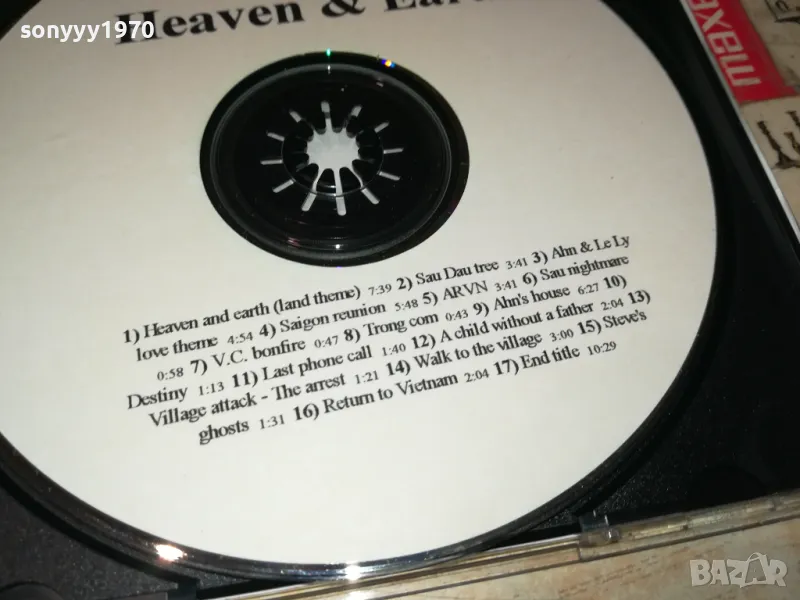 sonyyy1970
Heaven & Earth
maxe
1) Heaven and earth (land theme) 7:39 2) Sau Dau tree 3:41 3) Ahn & Le Ly
love theme 4:54 4) Saigon reunion 5:48 5) ARVN 3:41 6) Sau nightmare
0:58 7) V.C. bonfire 0:47 8) Trong com 0:43 9) Ahn's house 6:27 10)
Destiny 1:13 11) Last phone call 1:40 12) A child without a father 2:04 13)
Village attack - The arrest 1:21 14) Walk to the village 3:00 15) Steve's
ghosts 1:31 16) Return to Vietnam 2:04 17) End title 10:29
BAZAR